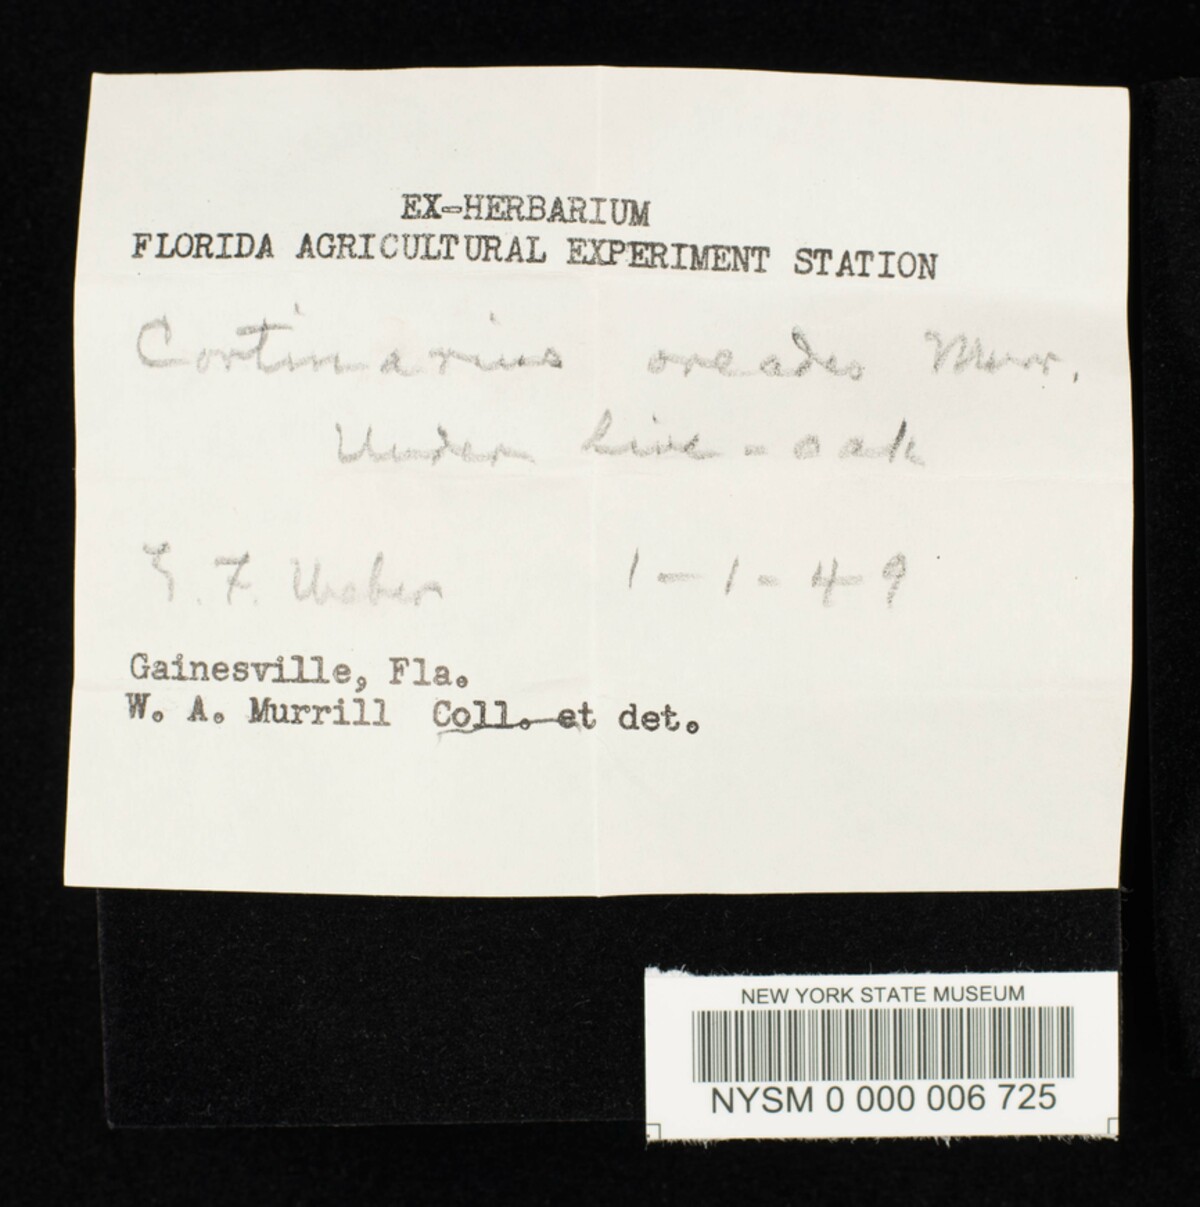 EX-HERBARIUM
FLORIDA AGRICULTURAL EXPERIMENT STATION
Cortinarius oreades Murr.
Under live-oak
G. F. Weber 1-1-49
Gainesville, Fla.
W. A. Murrill Coll. et det.
NEW YORK STATE MUSEUM
NYSM 0 000 006 725